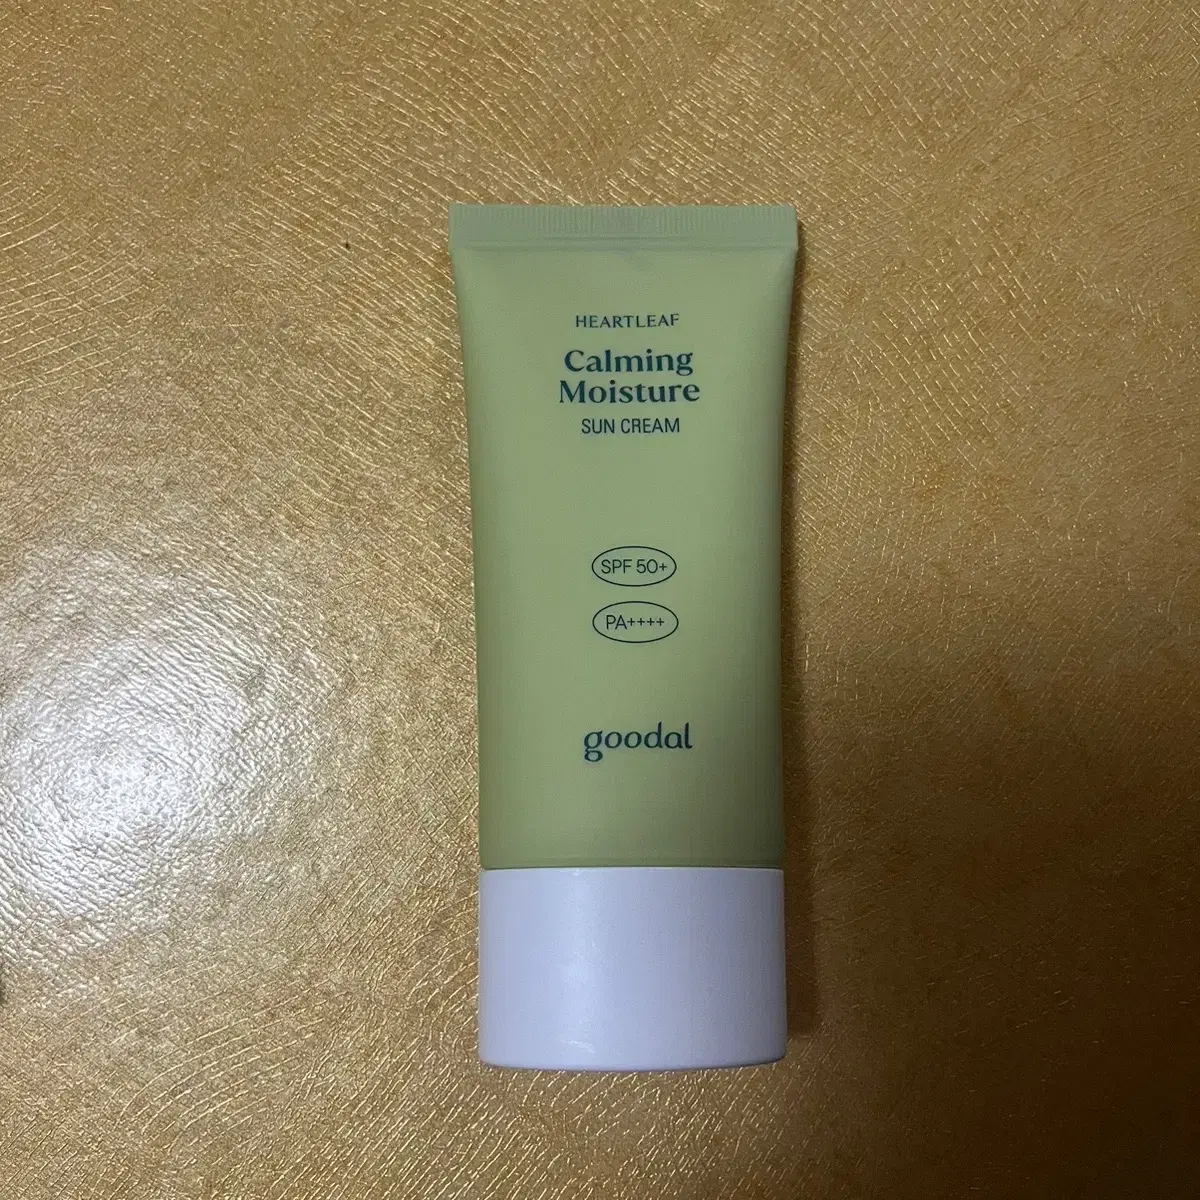 HEARTLEAF
Calming
Moisture
SUN CREAM
SPF 50+
PA++++
goodal